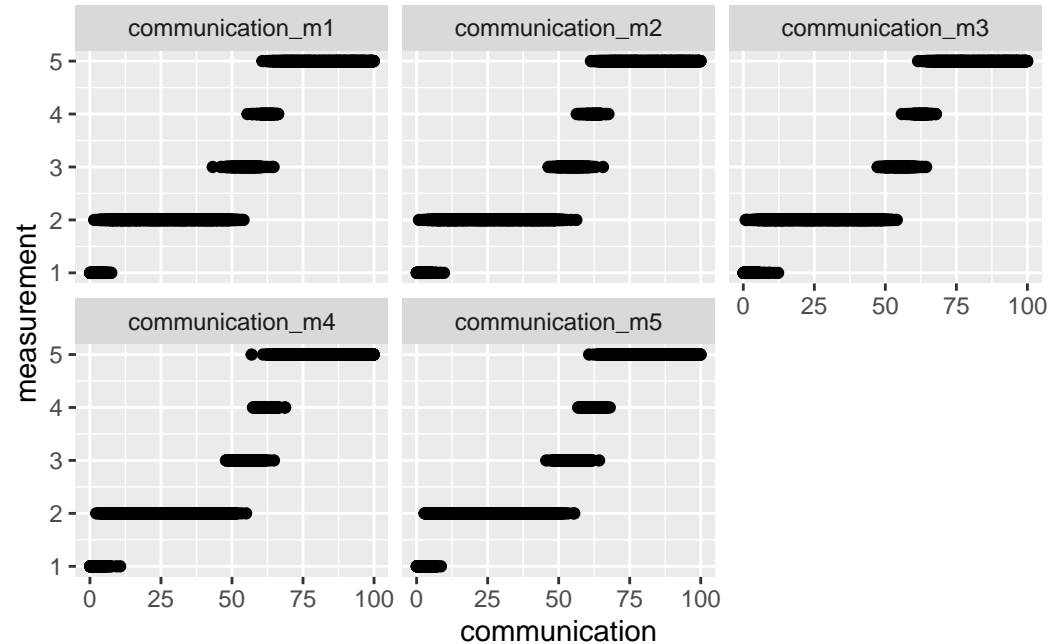 communication_m1
communication_m2
communication_m3
5
4
3
2
1
0 25 50 75 100
communication_m4
communication_m5
5
4
3
2
1
0 25 50 75 100
0 25 50 75 100
measurement
communication